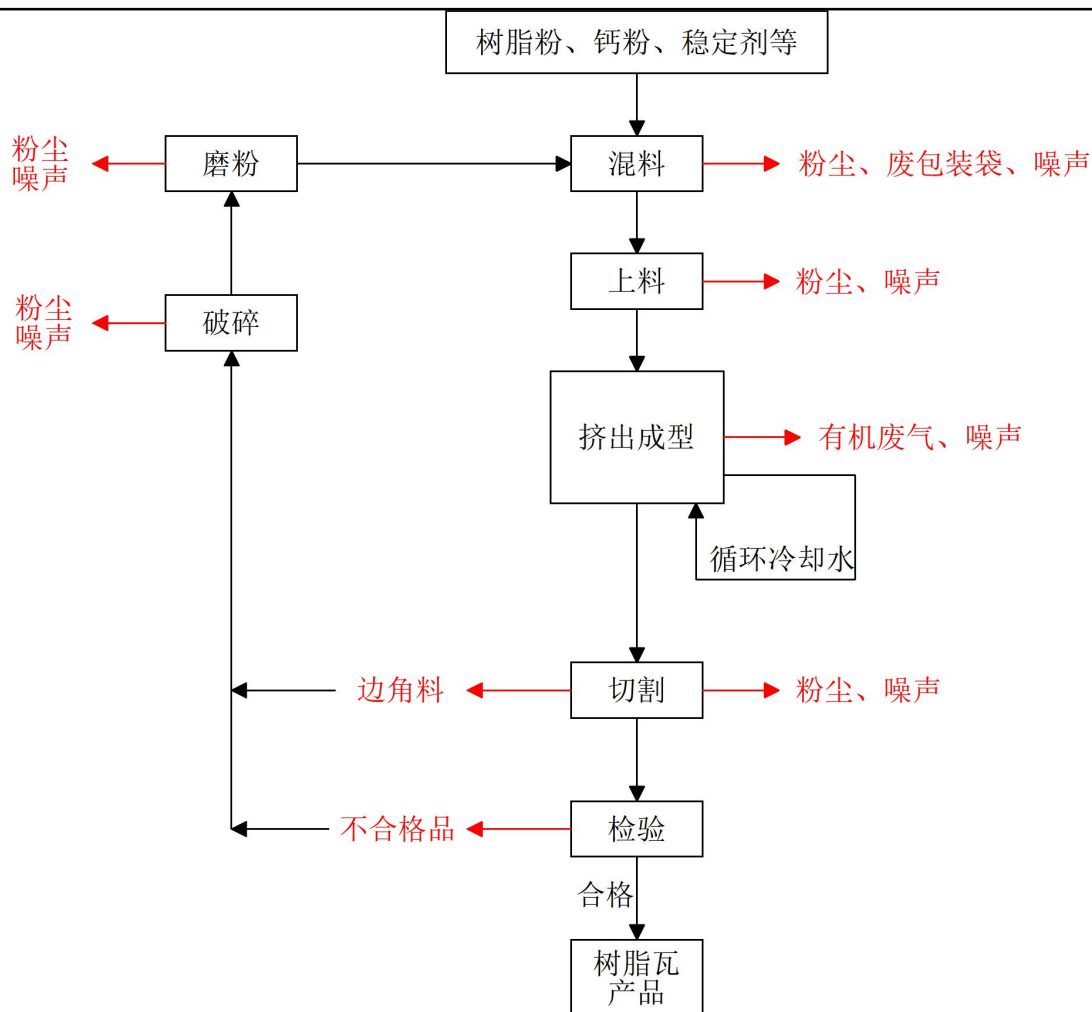 树脂粉、钙粉、稳定剂等
粉尘
噪声
磨粉
混料
粉尘、废包装袋、噪声
上料
粉尘、噪声
粉尘
噪声
破碎
挤出成型
有机废气、噪声
循环冷却水
边角料
切割
粉尘、噪声
不合格品
检验
合格
树脂瓦
产品